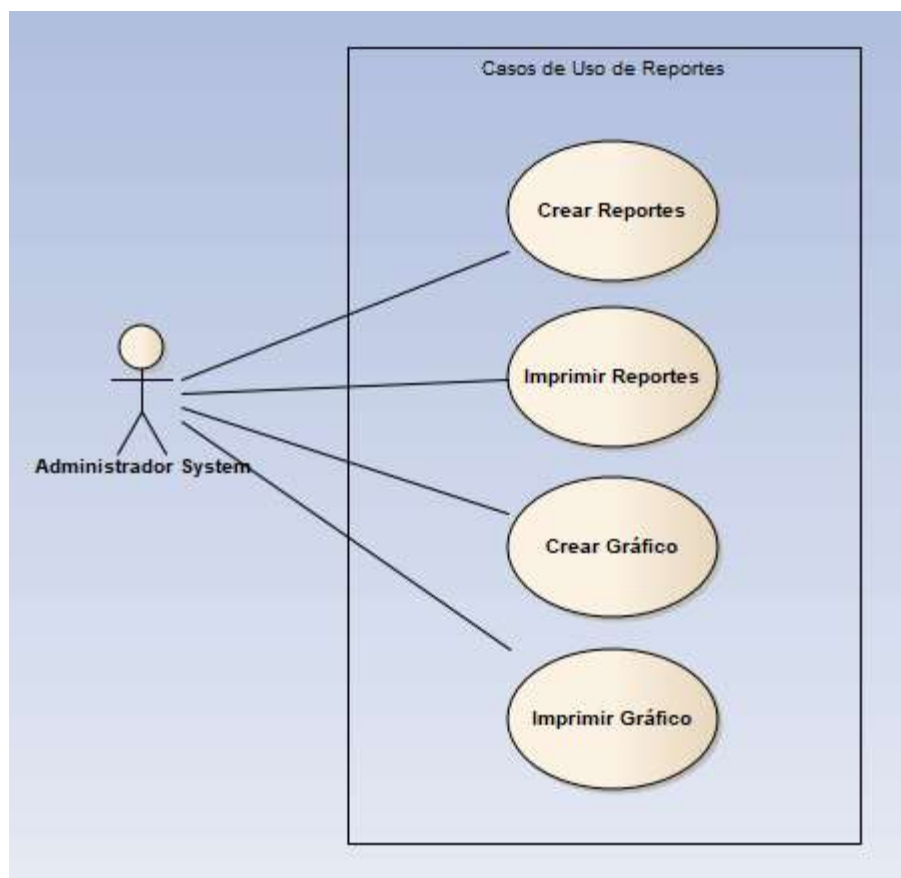 Casos de Uso de Reportes
Crear Reportes
Imprimir Reportes
Administrador System
Crear Gráfico
Imprimir Gráfico